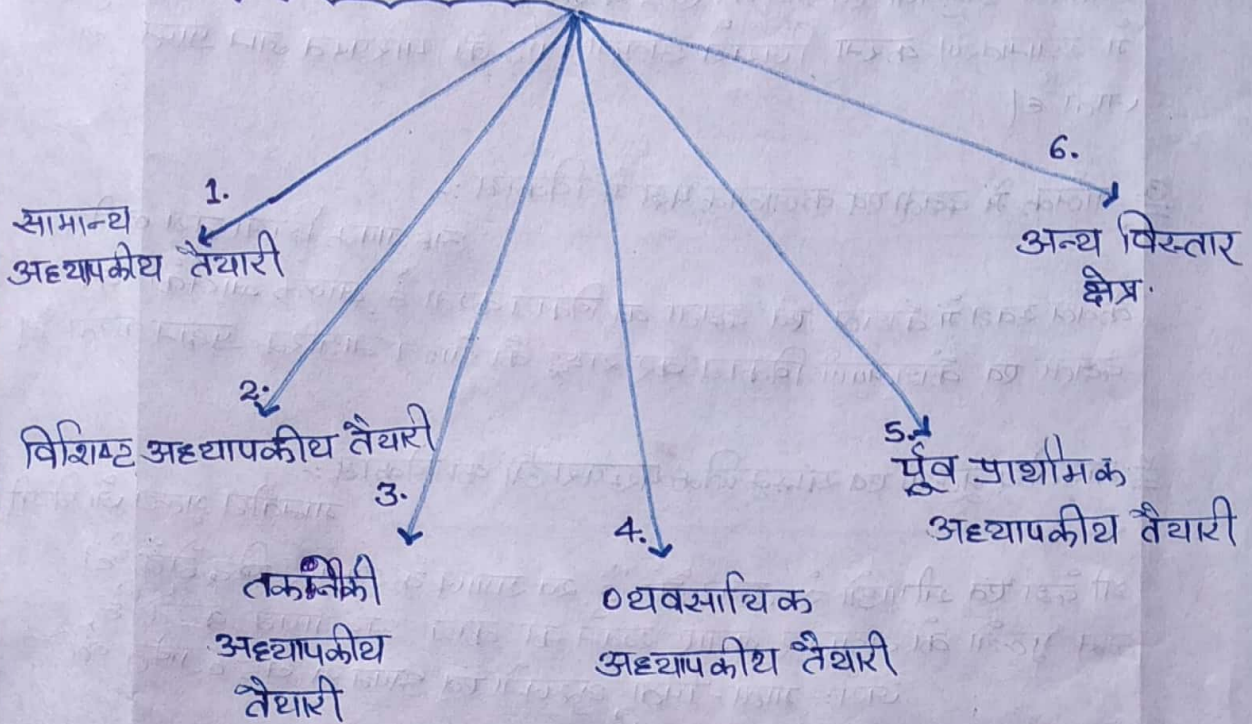 1.
सामान्य
अध्यापकीय तैयारी
2.
विशिष्ट अध्यापकीय तैयारी
3.
तकनीकी
अध्यापकीय
तैयारी
4.
व्यवसायिक
अध्यापकीय तैयारी
5.
पूर्व प्राथमिक
अध्यापकीय तैयारी
6.
अन्य विस्तार
क्षेत्र.